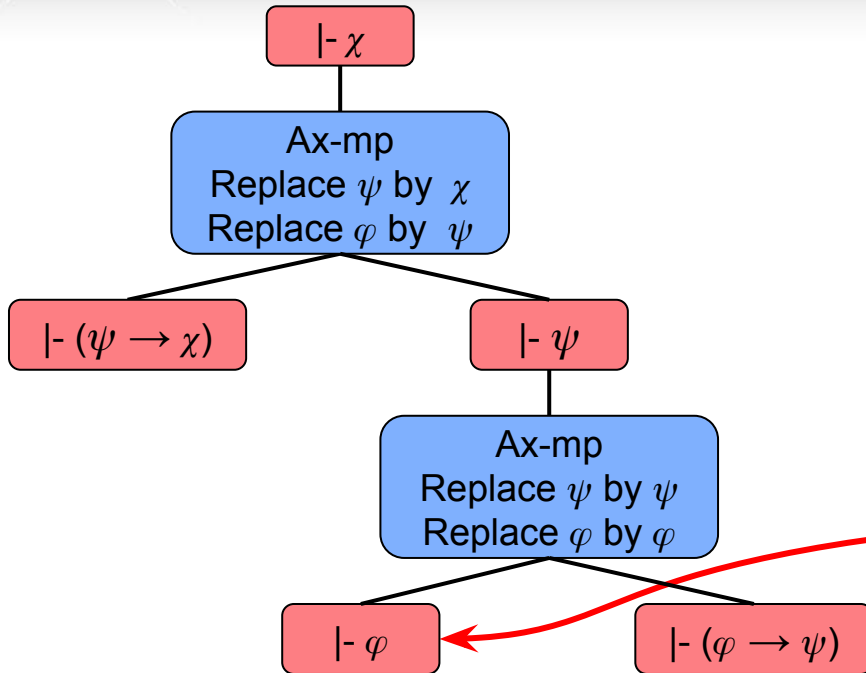 |- χ
Ax-mp
Replace ψ by χ
Replace φ by ψ
|- (ψ → χ)
|- ψ
Ax-mp
Replace ψ by ψ
Replace φ by φ
|- φ
|- (φ → ψ)